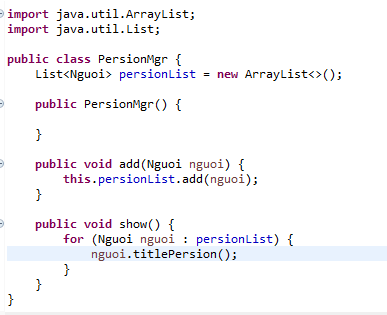 import java.util.ArrayList;
import java.util.List;
public class PersionMgr {
List<Nguoi> persionList = new ArrayList<>();
public PersionMgr() {
}
public void add(Nguoi nguoi) {
this.persionList.add(nguoi);
}
public void show() {
for (Nguoi nguoi : persionList) {
nguoi.titlePersion();
}
}
}